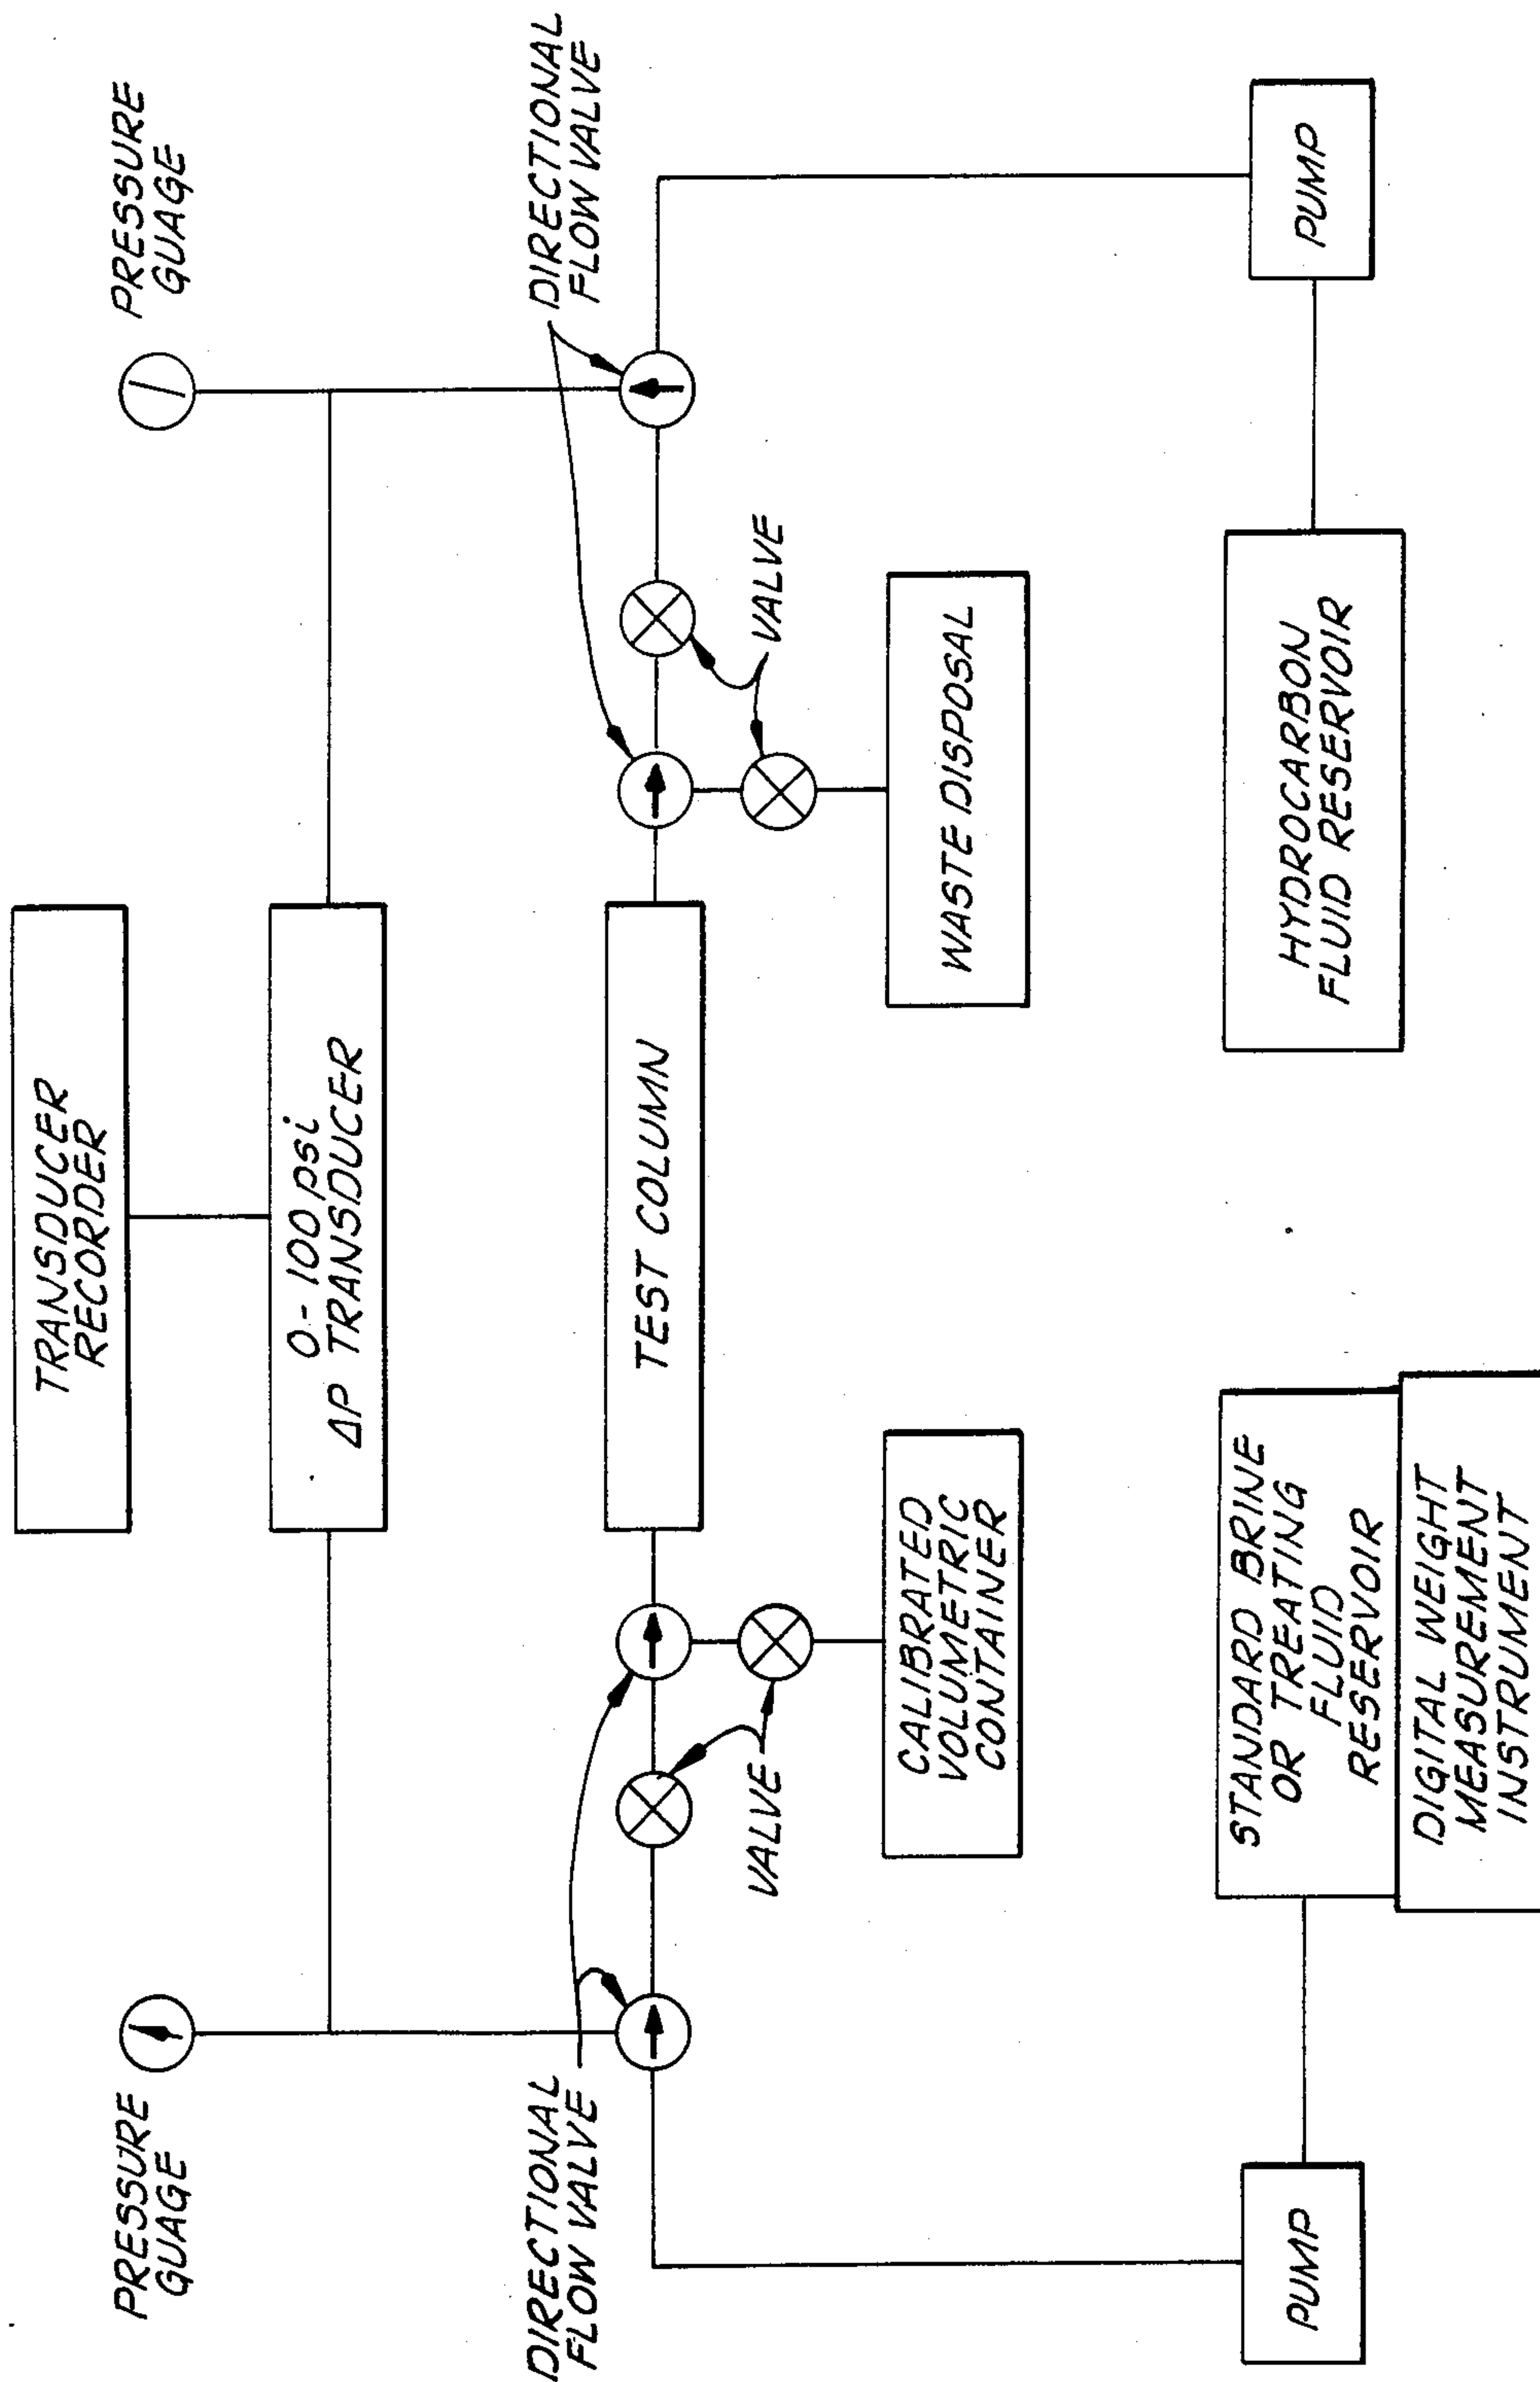 PRESSURE
GUAGE
TRANSDUCER
RECORDER
PRESSURE
GUAGE
0-100 psi
ΔP TRANSDUCER
DIRECTIONAL
FLOW VALVE
DIRECTIONAL
FLOW VALVE
TEST COLUMN
VALVE
VALVE
CALIBRATED
VOLUMETRIC
CONTAINER
WASTE DISPOSAL
PUMP
STANDARD BRINE
OR TREATING
FLUID
RESERVOIR
DIGITAL WEIGHT
MEASUREMENT
INSTRUMENT
HYDROCARBON
FLUID RESERVOIR
PUMP